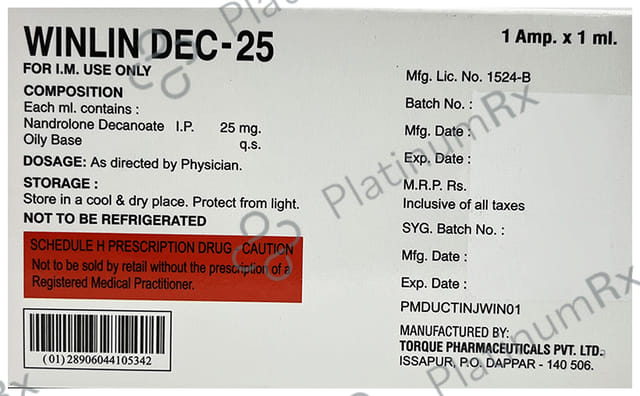 WINLIN DEC-25
FOR I.M. USE ONLY
COMPOSITION
Each ml. contains :
Nandrolone Decanoate I.P. 25 mg.
Oily Base q.s.
DOSAGE: As directed by Physician.
STORAGE :
Store in a cool & dry place. Protect from light.
NOT TO BE REFRIGERATED
SCHEDULE H PRESCRIPTION DRUG CAUTION
Not to be sold by retail without the prescription of a
Registered Medical Practitioner.
(01)28906044105342
1 Amp. x 1 ml.
Mfg. Lic. No. 1524-B
Batch No. :
Mfg. Date :
Exp. Date :
M.R.P. Rs.
Inclusive of all taxes
SYG. Batch No. :
Mfg. Date :
Exp. Date :
PMDUCTINJWIN01
MANUFACTURED BY:
TORQUE PHARMACEUTICALS PVT. LTD.
ISSAPUR, P.O. DAPPAR - 140 506.
PlatinumRx
PlatinumRx
PlatinumRx